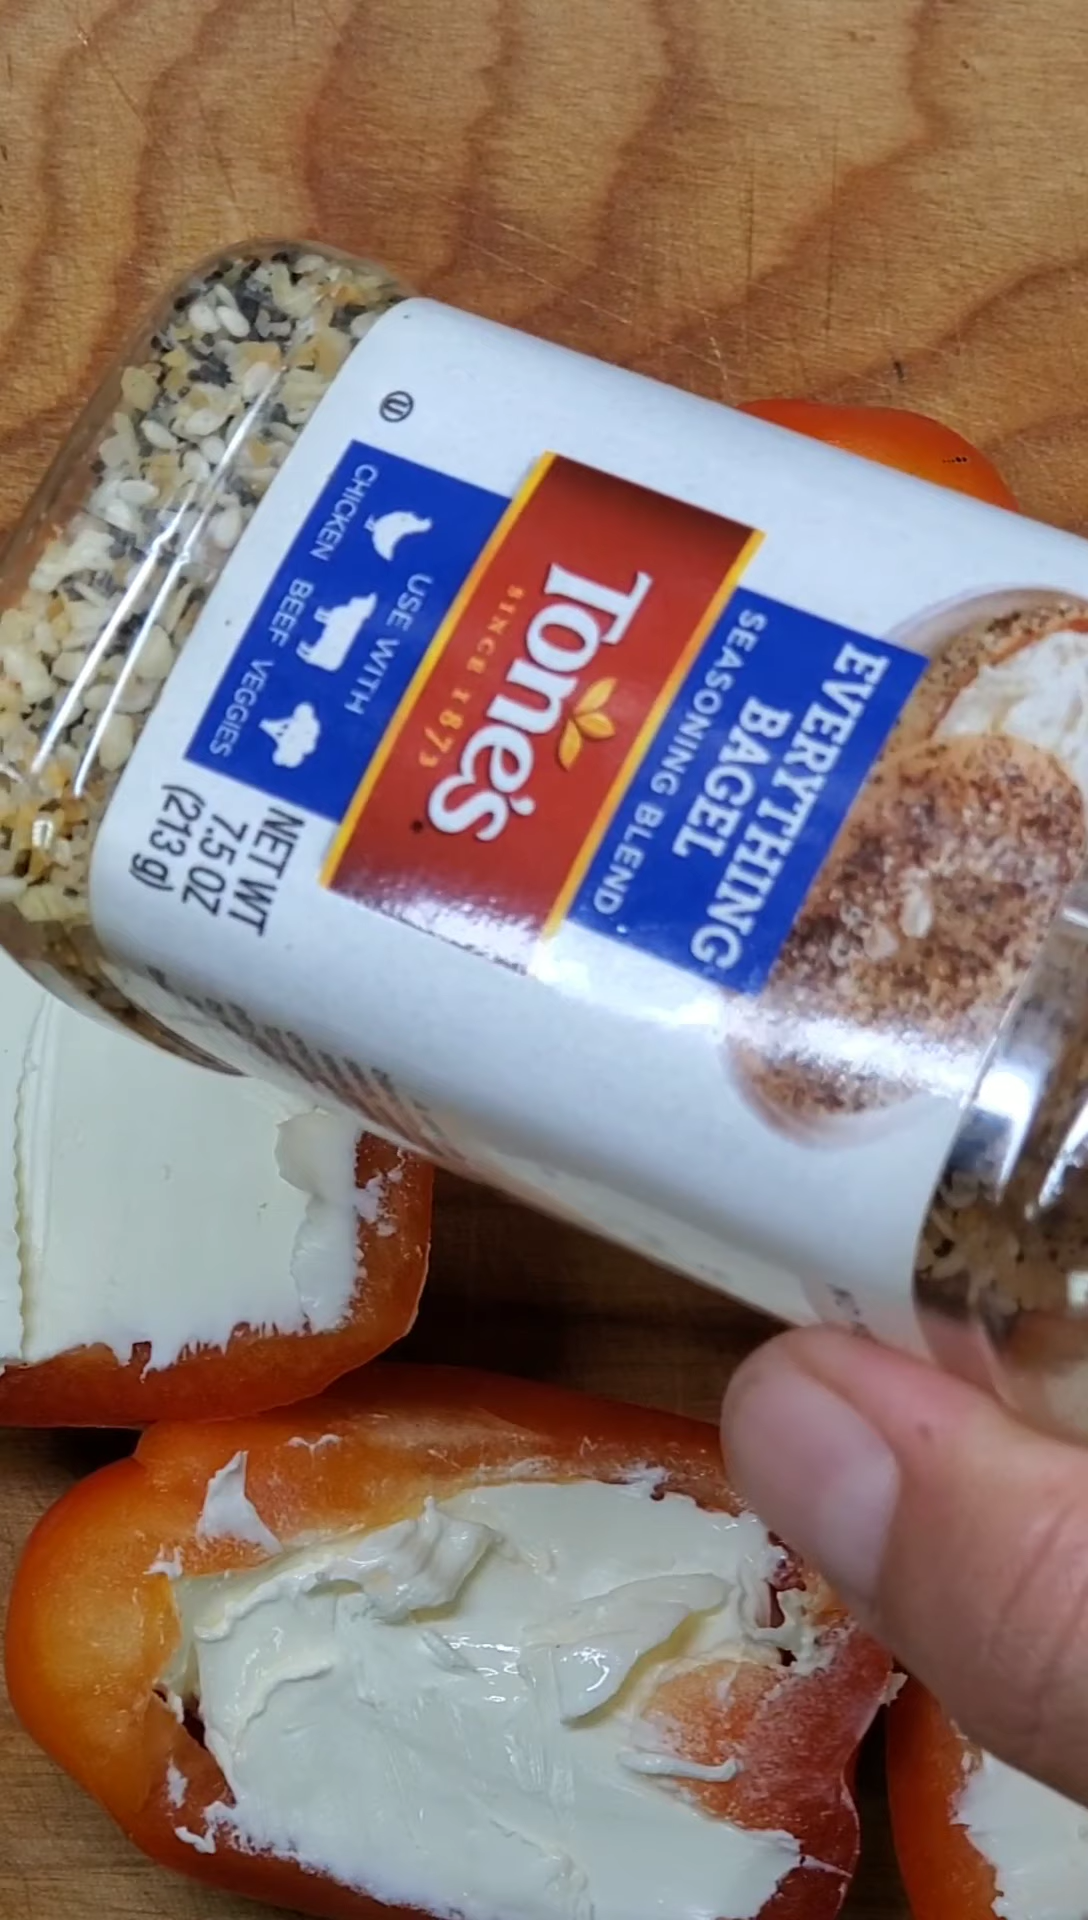 EVERYTHING
BAGEL
SEASONING BLEND
Tone's
SINCE 1873
USE WITH
CHICKEN BEEF VEGGIES
NET WT
7.5 OZ
(213 g)
U